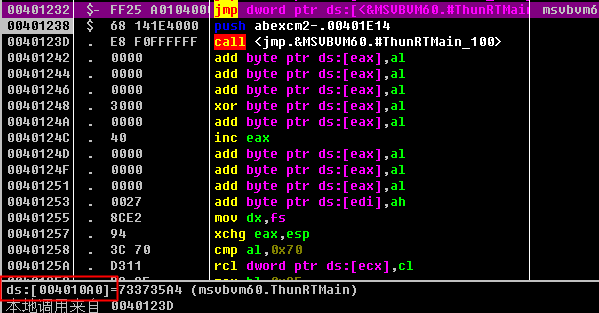 00401232 $- FF25 A0104000 jmp dword ptr ds:[<&MSVBVM60.#ThunRTMain msvbvm6
00401238 $ 68 141E4000 push abexcm2-.00401E14
0040123D . E8 F0FFFFFF call <jmp.&MSVBVM60.#ThunRTMain_100>
00401242 . 0000 add byte ptr ds:[eax],al
00401244 . 0000 add byte ptr ds:[eax],al
00401246 . 0000 add byte ptr ds:[eax],al
00401248 . 3000 xor byte ptr ds:[eax],al
0040124A . 0000 add byte ptr ds:[eax],al
0040124C . 40 inc eax
0040124D . 0000 add byte ptr ds:[eax],al
0040124F . 0000 add byte ptr ds:[eax],al
00401251 . 0000 add byte ptr ds:[eax],al
00401253 . 0027 add byte ptr ds:[edi],ah
00401255 . 8CE2 mov dx,fs
00401257 . 94 xchg eax,esp
00401258 . 3C 70 cmp al,0x70
0040125A . D311 rcl dword ptr ds:[ecx],cl
ds:[004010A0]=733735A4 (msvbvm60.ThunRTMain)
本地调用来自 0040123D